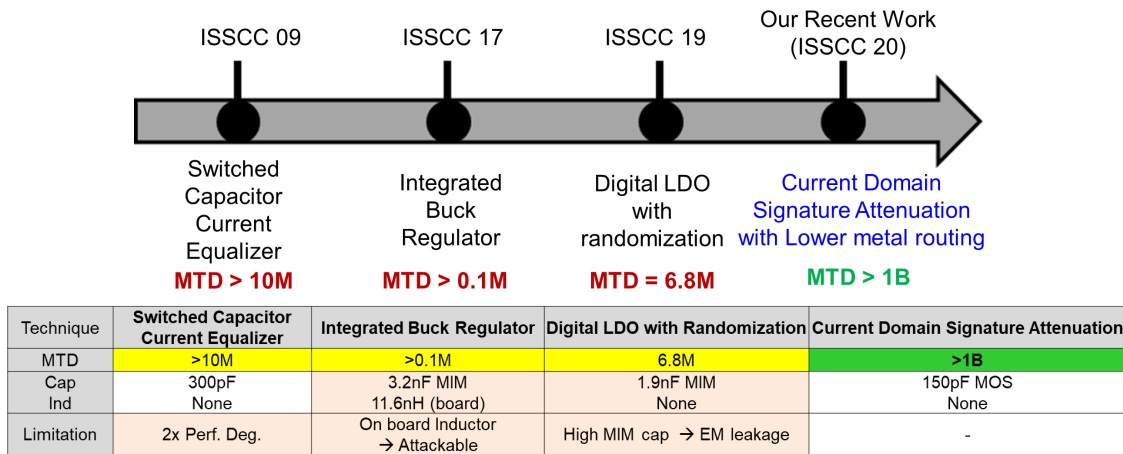 ISSCC 09
ISSCC 17
ISSCC 19
Our Recent Work
(ISSCC 20)
Switched
Capacitor
Current
Equalizer
MTD > 10M
Integrated
Buck
Regulator
MTD > 0.1M
Digital LDO
with
randomization
MTD = 6.8M
Current Domain
Signature Attenuation
with Lower metal routing
MTD > 1B
Technique
Switched Capacitor
Current Equalizer
Integrated Buck Regulator
Digital LDO with Randomization
Current Domain Signature Attenuation
MTD
>10M
>0.1M
6.8M
>1B
Cap
Ind
300pF
None
3.2nF MIM
11.6nH (board)
1.9nF MIM
None
150pF MOS
None
Limitation
2x Perf. Deg.
On board Inductor
→ Attackable
High MIM cap → EM leakage
-